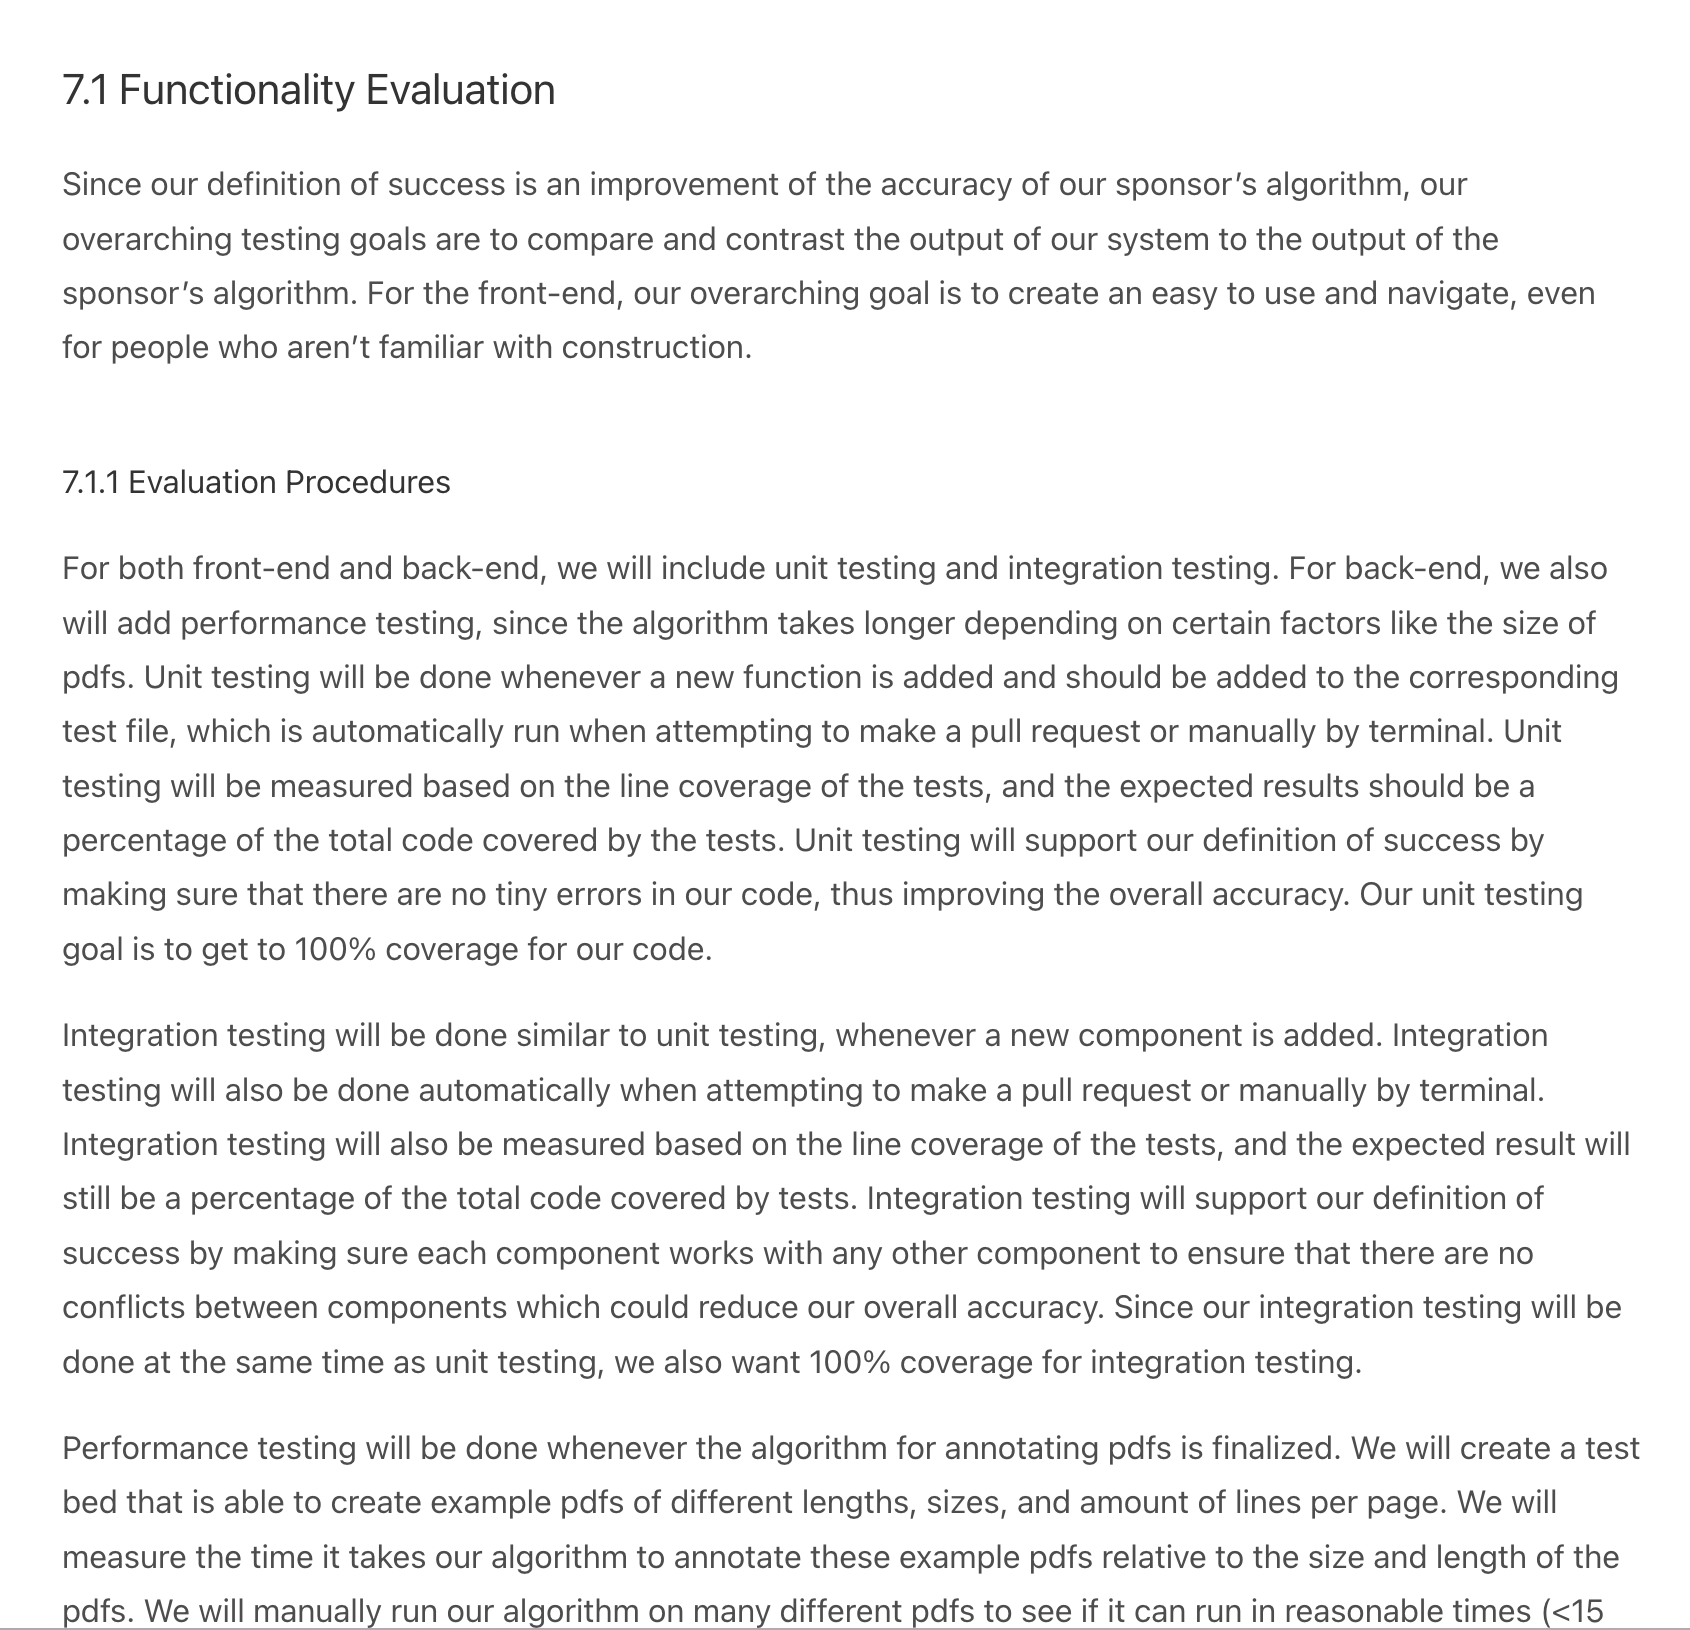 7.1 Functionality Evaluation
Since our definition of success is an improvement of the accuracy of our sponsor’s algorithm, our
overarching testing goals are to compare and contrast the output of our system to the output of the
sponsor’s algorithm. For the front-end, our overarching goal is to create an easy to use and navigate, even
for people who aren’t familiar with construction.
7.1.1 Evaluation Procedures
For both front-end and back-end, we will include unit testing and integration testing. For back-end, we also
will add performance testing, since the algorithm takes longer depending on certain factors like the size of
pdfs. Unit testing will be done whenever a new function is added and should be added to the corresponding
test file, which is automatically run when attempting to make a pull request or manually by terminal. Unit
testing will be measured based on the line coverage of the tests, and the expected results should be a
percentage of the total code covered by the tests. Unit testing will support our definition of success by
making sure that there are no tiny errors in our code, thus improving the overall accuracy. Our unit testing
goal is to get to 100% coverage for our code.
Integration testing will be done similar to unit testing, whenever a new component is added. Integration
testing will also be done automatically when attempting to make a pull request or manually by terminal.
Integration testing will also be measured based on the line coverage of the tests, and the expected result will
still be a percentage of the total code covered by tests. Integration testing will support our definition of
success by making sure each component works with any other component to ensure that there are no
conflicts between components which could reduce our overall accuracy. Since our integration testing will be
done at the same time as unit testing, we also want 100% coverage for integration testing.
Performance testing will be done whenever the algorithm for annotating pdfs is finalized. We will create a test
bed that is able to create example pdfs of different lengths, sizes, and amount of lines per page. We will
measure the time it takes our algorithm to annotate these example pdfs relative to the size and length of the
pdfs. We will manually run our algorithm on many different pdfs to see if it can run in reasonable times (<15